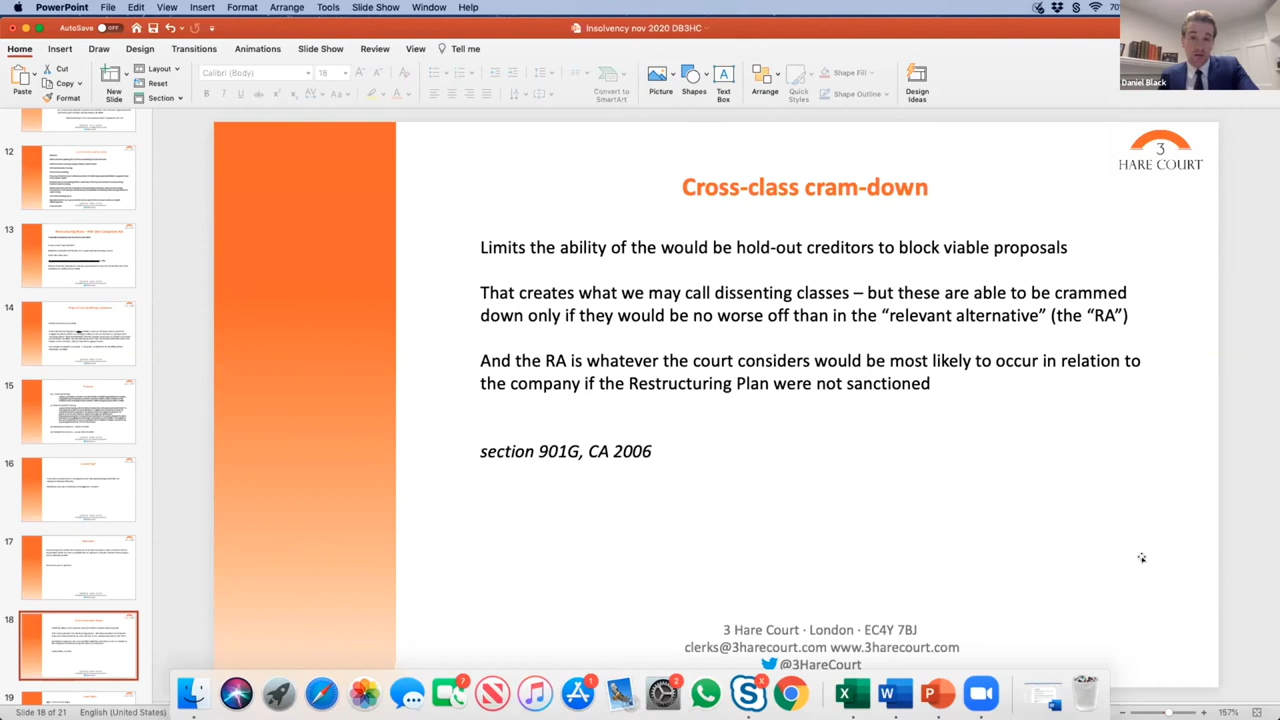 PowerPoint File Edit View Insert Format Arrange Tools Slide Show Window Help
70%
AutoSave OFF
Insolvency nov 2020 DB3HC
Home Insert Draw Design Transitions Animations Slide Show Review View Tell me
Paste
Cut
Copy
Format
New Slide
Layout
Reset
Section
Calibri (Body) 18
Convert to SmartArt
Picture
Shapes
Text Box
Arrange
Quick Styles
Shape Fill
Shape Outline
Design Ideas
Daniel Black
12
13
14
15
16
17
18
19
3
HARE COURT
Cross-class cram-down
Limits the ability of the would be hold-out creditors to block viable proposals
That creates what we may call dissenting classes – but these are able to be crammed
down only if they would be no worse off than in the “relevant alternative” (the “RA”)
And the RA is whatever the court considers would be most likely to occur in relation to
the company if the Restructuring Plan were not sanctioned
section 901G, CA 2006
3 Hare Court · London · EC4Y 7BJ
clerks@3harecourt.com www.3harecourt.com
@3HareCourt
Slide 18 of 21 English (United States)
157%